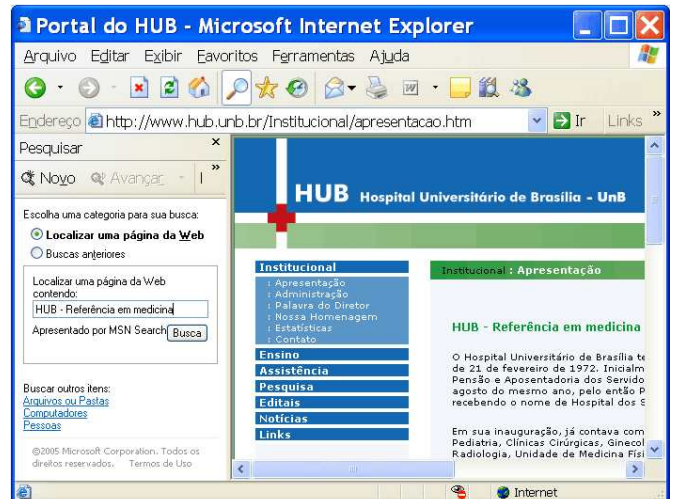 Portal do HUB - Microsoft Internet Explorer
Arquivo Editar Exibir Favoritos Ferramentas Ajuda
Endereço http://www.hub.unb.br/Institucional/apresentacao.htm Ir Links »
Pesquisar ×
Novo Avançar »
Escolha uma categoria para sua busca:
Localizar uma página da Web
Buscas anteriores
Localizar uma página da Web
contendo:
HUB - Referência em medicina
Apresentado por MSN Search Busca
Buscar outros itens:
Arquivos ou Pastas
Computadores
Pessoas
©2005 Microsoft Corporation. Todos os
direitos reservados. Termos de Uso
HUB Hospital Universitário de Brasília - UnB
Institucional
: Apresentação
: Administração
: Palavra do Diretor
: Nossa Homenagem
: Estatísticas
: Contato
Ensino
Assistência
Pesquisa
Editais
Notícias
Links
Institucional : Apresentação
HUB - Referência em medicina
O Hospital Universitário de Brasília te
de 21 de fevereiro de 1972. Inicialm
Pensão e Aposentadoria dos Servido
agosto do mesmo ano, pelo então P
recebendo o nome de Hospital dos S
Em sua inauguração, já contava com
Pediatria, Clínicas Cirúrgicas, Ginecol
Radiologia, Unidade de Medicina Físi
Internet